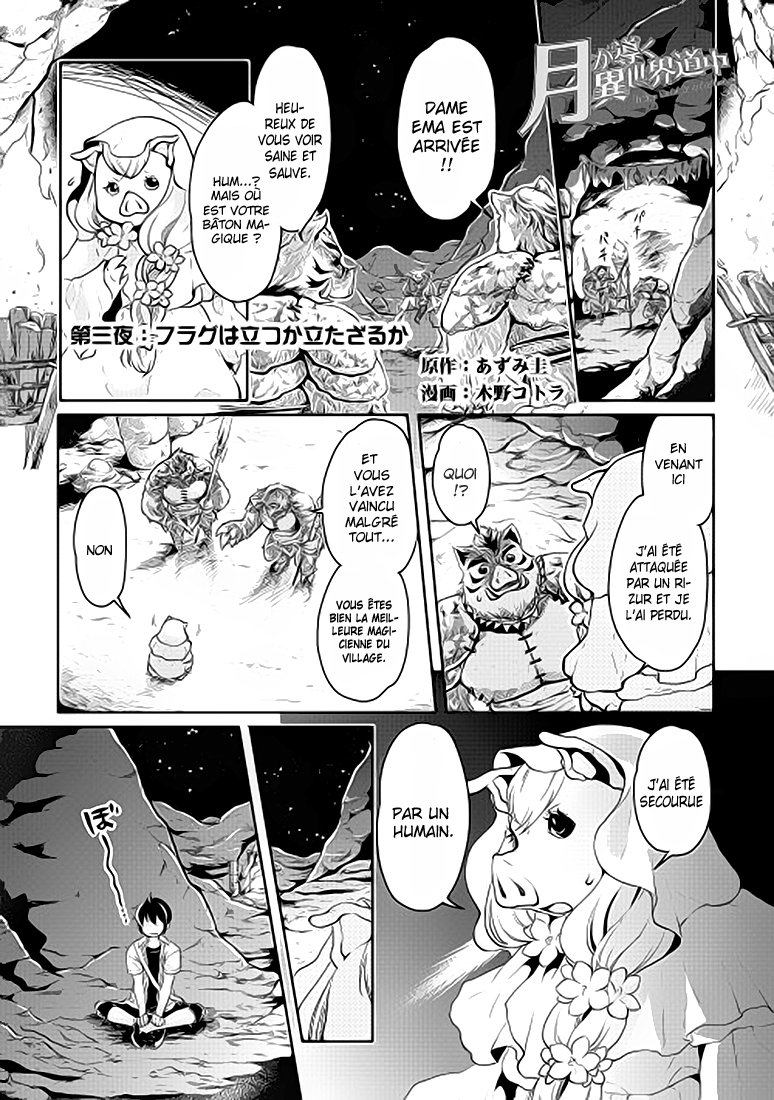 月が導く
異世界道中
DAME
EMA EST
ARRIVÉE
!!
HEU-
REUX DE
VOUS VOIR
SAINE ET
SAUVE.
HUM...?
MAIS OÙ
EST VOTRE
BÂTON MA-
GIQUE ?
第三夜：フラグは立つか立たざるか
原作：あずみ圭
漫画：木野コトラ
EN
VENANT
ICI
J'AI ÉTÉ
ATTAQUÉE
PAR UN RI-
ZUR ET JE
L'AI PERDU.
QUOI
!?
ET
VOUS
L'AVEZ
VAINCU
MALGRÉ
TOUT...
VOUS ÊTES
BIEN LA MEIL-
LEURE MAGI-
CIENNE DU
VILLAGE.
NON
J'AI ÉTÉ
SECOURUE
PAR UN
HUMAIN.
ぼー